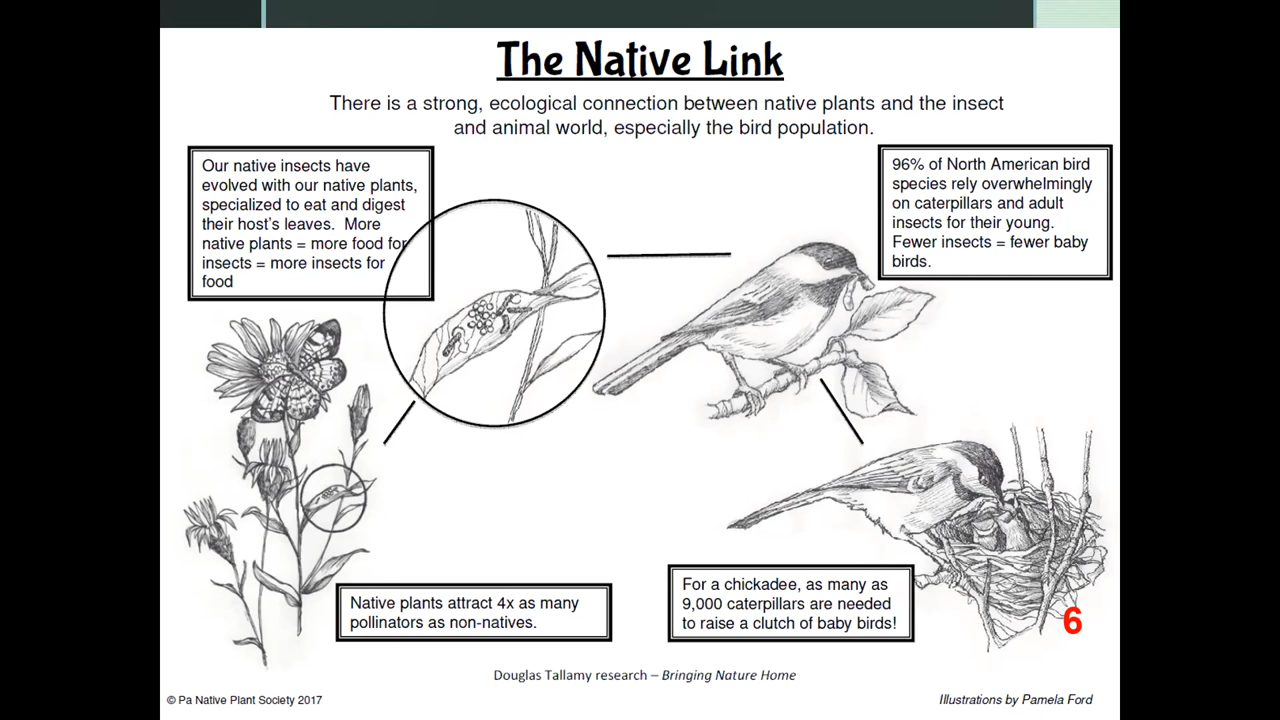 The Native Link
There is a strong, ecological connection between native plants and the insect
and animal world, especially the bird population.
Our native insects have
evolved with our native plants,
specialized to eat and digest
their host's leaves.  More
native plants = more food for
insects = more insects for
food
96% of North American bird
species rely overwhelmingly
on caterpillars and adult
insects for their young.
Fewer insects = fewer baby
birds.
Native plants attract 4x as many
pollinators as non-natives.
For a chickadee, as many as
9,000 caterpillars are needed
to raise a clutch of baby birds!
6
Douglas Tallamy research – Bringing Nature Home
© Pa Native Plant Society 2017
Illustrations by Pamela Ford